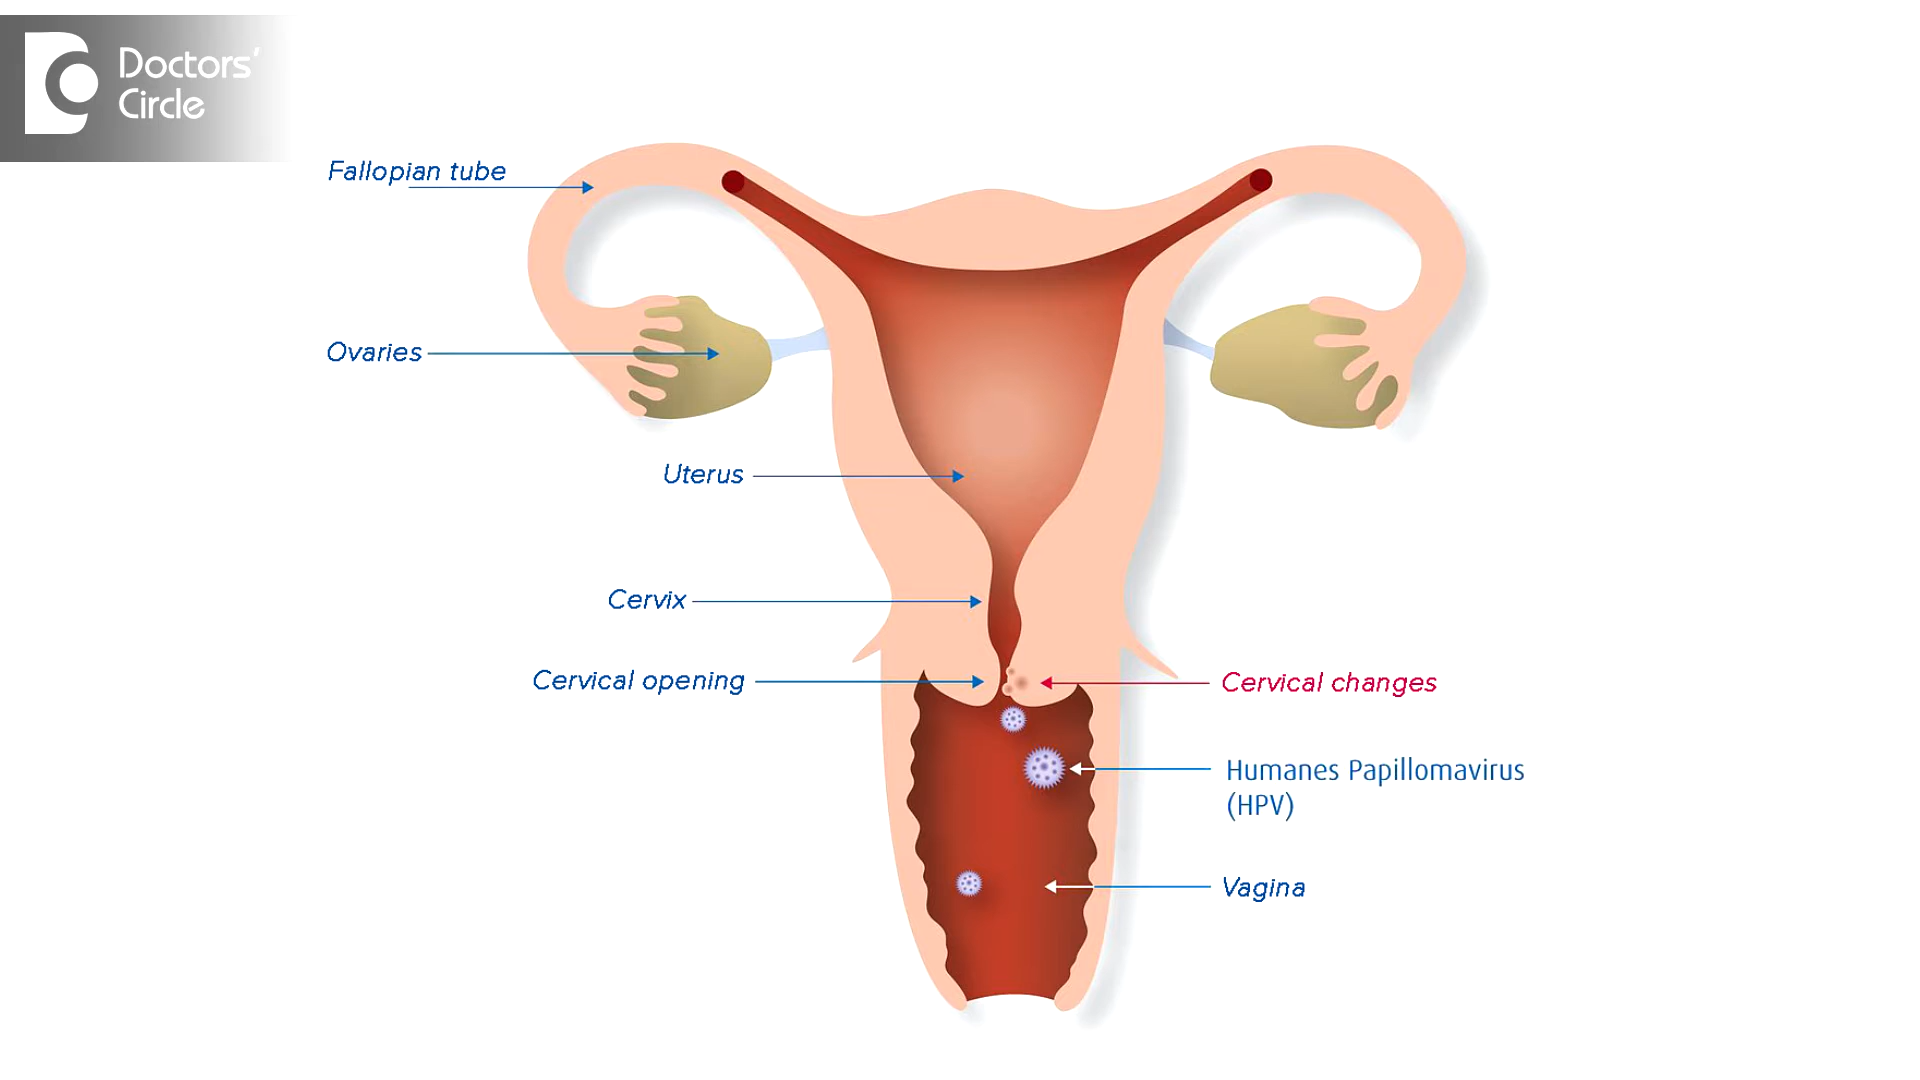 Doctors'
Circle
Fallopian tube
Ovaries
Uterus
Cervix
Cervical opening
Cervical changes
Humanes Papillomavirus
(HPV)
Vagina